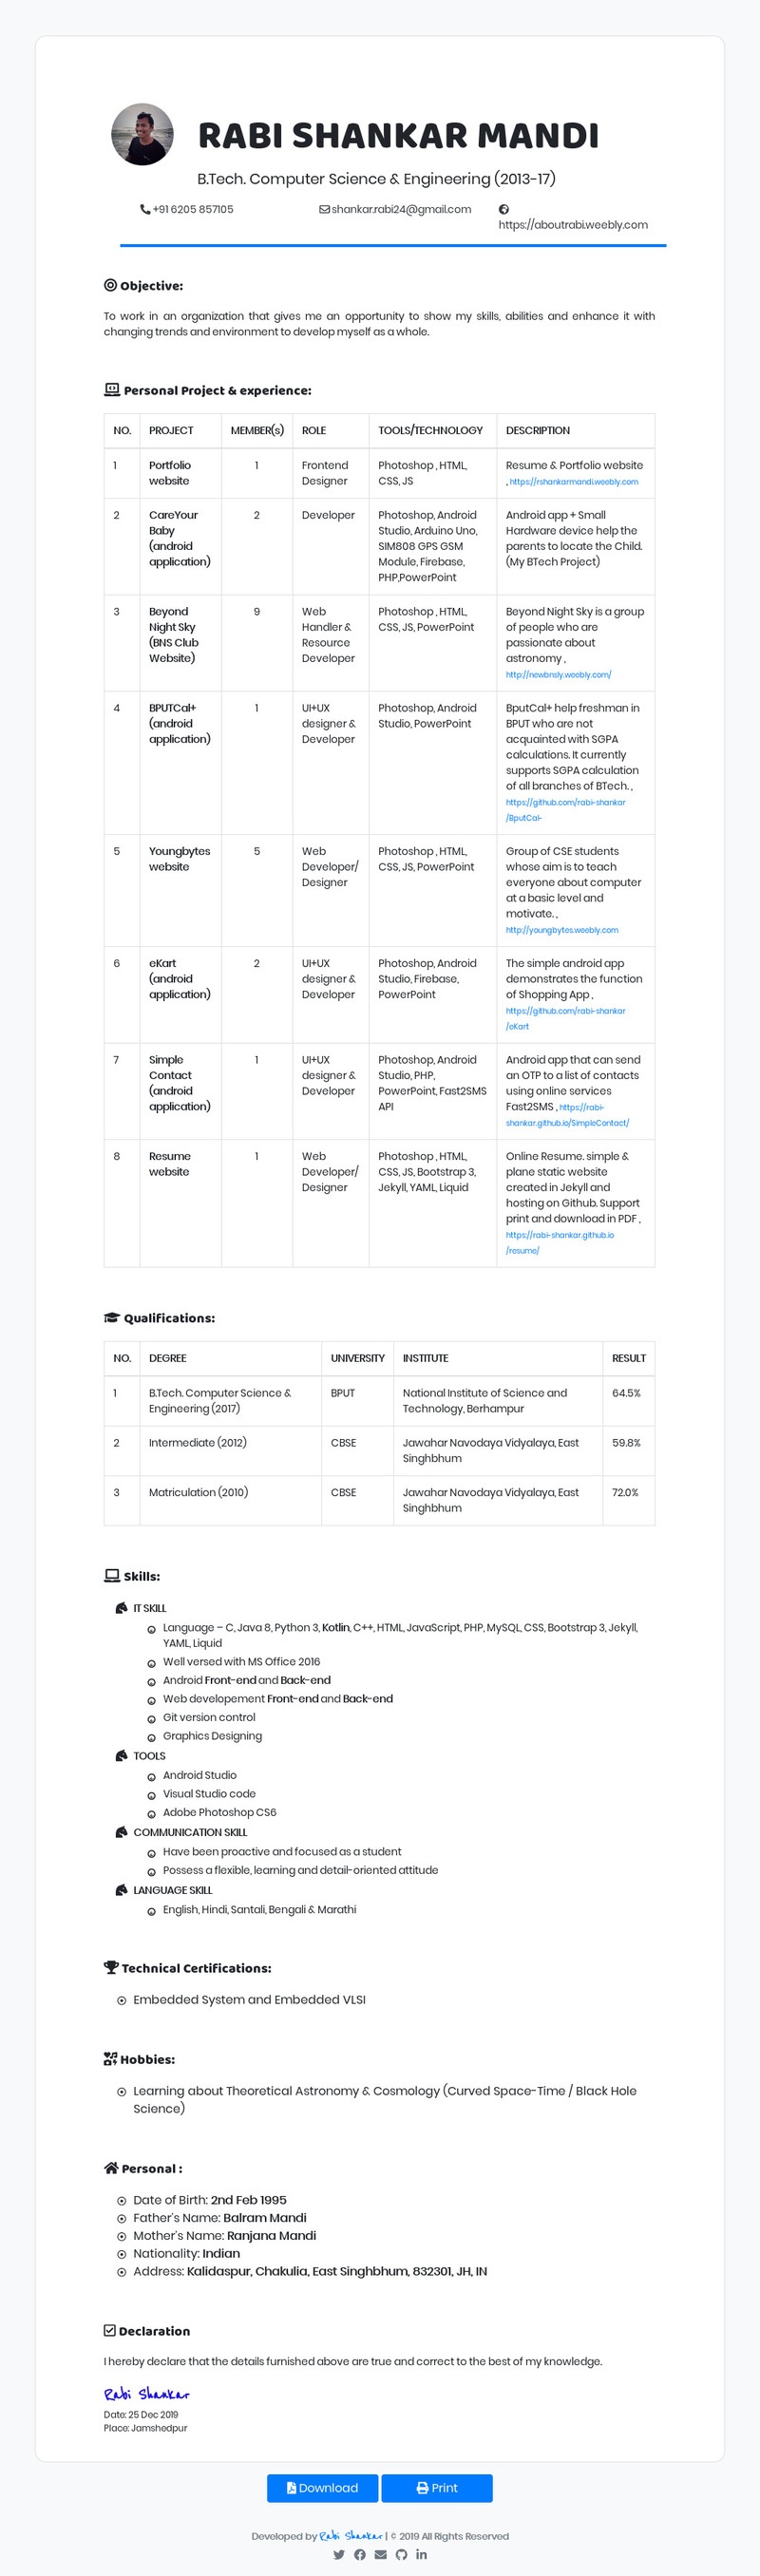 RABI SHANKAR MANDI
B.Tech. Computer Science & Engineering (2013-17)
+91 6205 857105
shankar.rabi24@gmail.com
https://aboutrabi.weebly.com
Objective:
To work in an organization that gives me an opportunity to show my skills, abilities and enhance it with
changing trends and environment to develop myself as a whole.
Personal Project & experience:
NO. PROJECT MEMBER(s) ROLE TOOLS/TECHNOLOGY DESCRIPTION
1
Portfolio
website
1
Frontend
Designer
Photoshop , HTML,
CSS, JS
Resume & Portfolio website
, https://rshankarmandi.weebly.com
2
CareYour
Baby
(android
application)
2
Developer
Photoshop, Android
Studio, Arduino Uno,
SIM808 GPS GSM
Module, Firebase,
PHP,PowerPoint
Android app + Small
Hardware device help the
parents to locate the Child.
(My BTech Project)
3
Beyond
Night Sky
(BNS Club
Website)
9
Web
Handler &
Resource
Developer
Photoshop , HTML,
CSS, JS, PowerPoint
Beyond Night Sky is a group
of people who are
passionate about
astronomy ,
http://newbnsly.weebly.com/
4
BPUTCal+
(android
application)
1
UI+UX
designer &
Developer
Photoshop, Android
Studio, PowerPoint
BputCal+ help freshman in
BPUT who are not
acquainted with SGPA
calculations. It currently
supports SGPA calculation
of all branches of BTech. ,
https://github.com/rabi-shankar
/BputCal-
5
Youngbytes
website
5
Web
Developer/
Designer
Photoshop , HTML,
CSS, JS, PowerPoint
Group of CSE students
whose aim is to teach
everyone about computer
at a basic level and
motivate. ,
http://youngbytes.weebly.com
6
eKart
(android
application)
2
UI+UX
designer &
Developer
Photoshop, Android
Studio, Firebase,
PowerPoint
The simple android app
demonstrates the function
of Shopping App ,
https://github.com/rabi-shankar
/eKart
7
Simple
Contact
(android
application)
1
UI+UX
designer &
Developer
Photoshop, Android
Studio, PHP,
PowerPoint, Fast2SMS
API
Android app that can send
an OTP to a list of contacts
using online services
Fast2SMS , https://rabi-
shankar.github.io/SimpleContact/
8
Resume
website
1
Web
Developer/
Designer
Photoshop , HTML,
CSS, JS, Bootstrap 3,
Jekyll, YAML, Liquid
Online Resume. simple &
plane static website
created in Jekyll and
hosting on Github. Support
print and download in PDF ,
https://rabi-shankar.github.io
/resume/
Qualifications:
NO. DEGREE UNIVERSITY INSTITUTE RESULT
1
B.Tech. Computer Science &
Engineering (2017)
BPUT
National Institute of Science and
Technology, Berhampur
64.5%
2
Intermediate (2012)
CBSE
Jawahar Navodaya Vidyalaya, East
Singhbhum
59.8%
3
Matriculation (2010)
CBSE
Jawahar Navodaya Vidyalaya, East
Singhbhum
72.0%
Skills:
IT SKILL
Language – C, Java 8, Python 3, Kotlin, C++, HTML, JavaScript, PHP, MySQL, CSS, Bootstrap 3, Jekyll,
YAML, Liquid
Well versed with MS Office 2016
Android Front-end and Back-end
Web developement Front-end and Back-end
Git version control
Graphics Designing
TOOLS
Android Studio
Visual Studio code
Adobe Photoshop CS6
COMMUNICATION SKILL
Have been proactive and focused as a student
Possess a flexible, learning and detail-oriented attitude
LANGUAGE SKILL
English, Hindi, Santali, Bengali & Marathi
Technical Certifications:
Embedded System and Embedded VLSI
Hobbies:
Learning about Theoretical Astronomy & Cosmology (Curved Space-Time / Black Hole
Science)
Personal :
Date of Birth: 2nd Feb 1995
Father's Name: Balram Mandi
Mother's Name: Ranjana Mandi
Nationality: Indian
Address: Kalidaspur, Chakulia, East Singhbhum, 832301, JH, IN
Declaration
I hereby declare that the details furnished above are true and correct to the best of my knowledge.
Rabi Shankar
Date: 25 Dec 2019
Place: Jamshedpur
Download
Print
Developed by Rabi Shankar | © 2019 All Rights Reserved